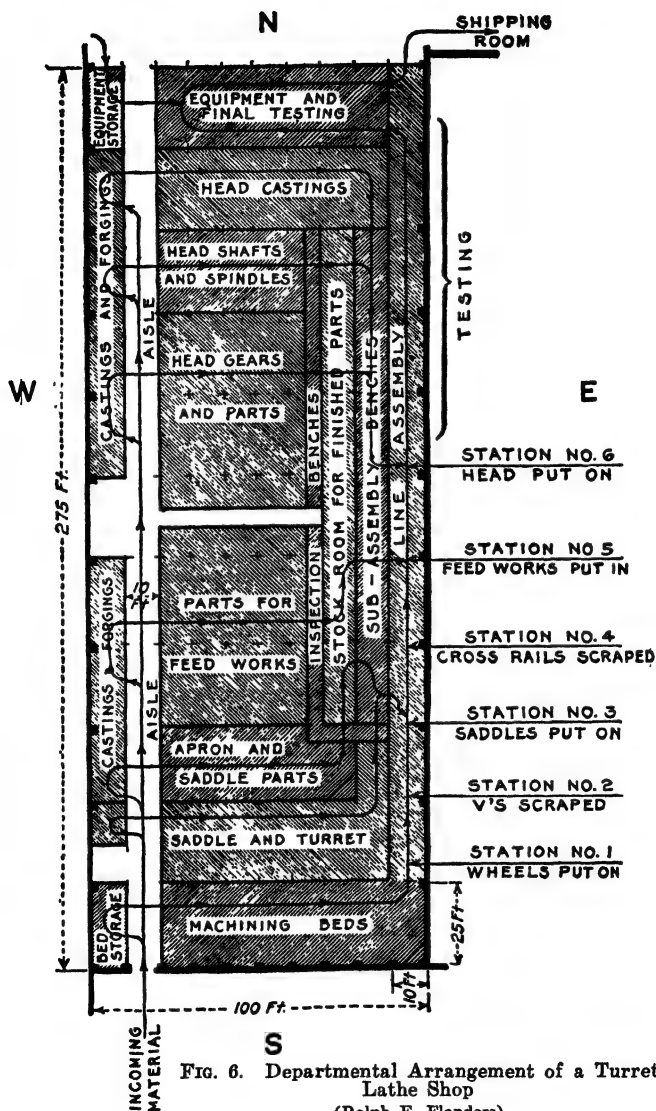 N
SHIPPING
ROOM
EQUIPMENT
STORAGE
EQUIPMENT AND
FINAL TESTING
HEAD CASTINGS
CASTINGS AND FORGINGS
AISLE
HEAD SHAFTS
AND SPINDLES
HEAD GEARS
AND PARTS
INSPECTION BENCHES
STOCK ROOM FOR FINISHED PARTS
SUB-ASSEMBLY BENCHES
LINE ASSEMBLY
TESTING
W
E
275 Ft.
STATION NO. 6
HEAD PUT ON
STATION NO 5
FEED WORKS PUT IN
STATION NO. 4
CROSS RAILS SCRAPED
STATION NO. 3
SADDLES PUT ON
STATION NO. 2
V'S SCRAPED
STATION NO. 1
WHEELS PUT ON
10
Ft.
CASTINGS FORGINGS
AISLE
PARTS FOR
FEED WORKS
APRON AND
SADDLE PARTS
SADDLE AND TURRET
BED
STORAGE
MACHINING BEDS
25Ft
10Ft
100 Ft.
INCOMING
MATERIAL
S
FIG. 6. Departmental Arrangement of a Turret
Lathe Shop
(Ralph E. Flanders)